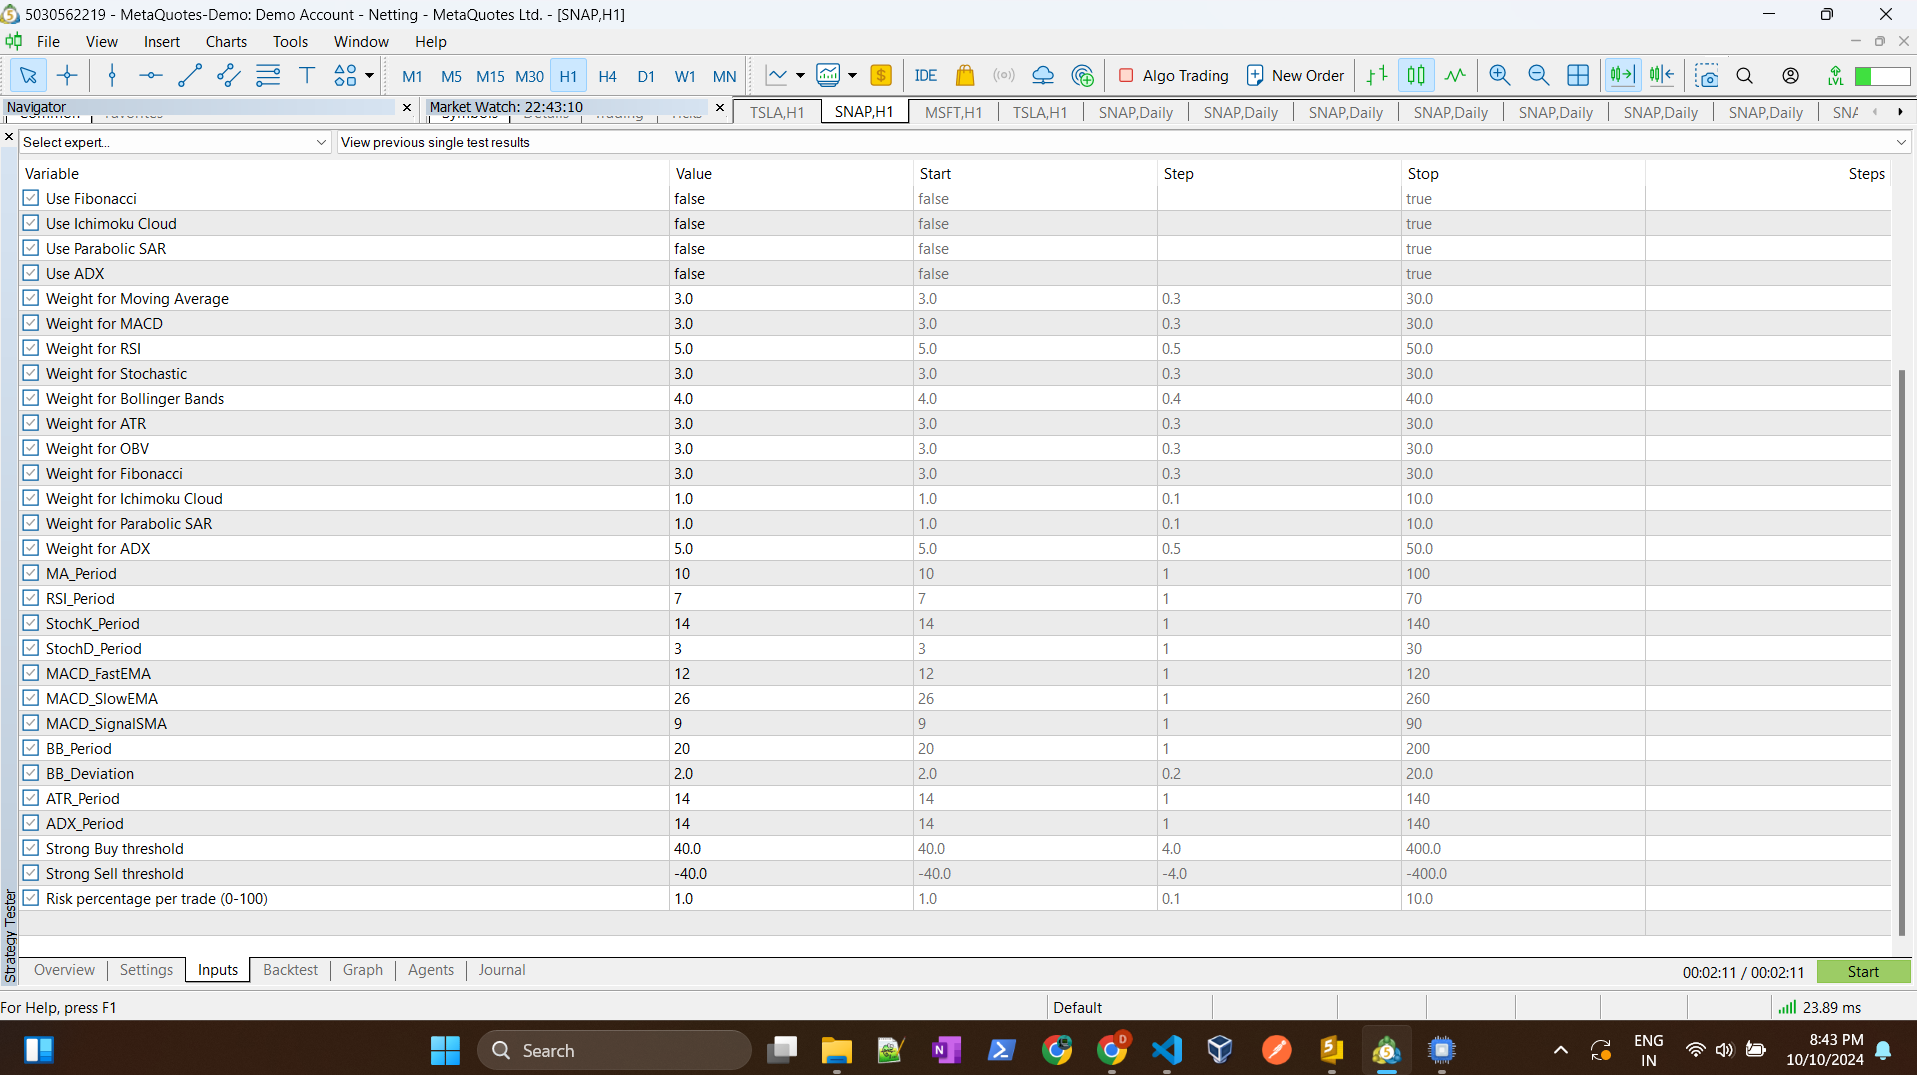 5030562219 - MetaQuotes-Demo: Demo Account - Netting - MetaQuotes Ltd. - [SNAP,H1]
File View Insert Charts Tools Window Help
M1 M5 M15 M30 H1 H4 D1 W1 MN IDE Algo Trading New Order LVL
Navigator Market Watch: 22:43:10 TSLA,H1 SNAP,H1 MSFT,H1 TSLA,H1 SNAP,Daily SNAP,Daily SNAP,Daily SNAP,Daily SNAP,Daily SNAP,Daily SNAP,Daily SNA
Common Favorites Symbols Details Trading Ticks
Select expert... View previous single test results
Variable Value Start Step Stop Steps
Use Fibonacci false false true
Use Ichimoku Cloud false false true
Use Parabolic SAR false false true
Use ADX false false true
Weight for Moving Average 3.0 3.0 0.3 30.0
Weight for MACD 3.0 3.0 0.3 30.0
Weight for RSI 5.0 5.0 0.5 50.0
Weight for Stochastic 3.0 3.0 0.3 30.0
Weight for Bollinger Bands 4.0 4.0 0.4 40.0
Weight for ATR 3.0 3.0 0.3 30.0
Weight for OBV 3.0 3.0 0.3 30.0
Weight for Fibonacci 3.0 3.0 0.3 30.0
Weight for Ichimoku Cloud 1.0 1.0 0.1 10.0
Weight for Parabolic SAR 1.0 1.0 0.1 10.0
Weight for ADX 5.0 5.0 0.5 50.0
MA_Period 10 10 1 100
RSI_Period 7 7 1 70
StochK_Period 14 14 1 140
StochD_Period 3 3 1 30
MACD_FastEMA 12 12 1 120
MACD_SlowEMA 26 26 1 260
MACD_SignalSMA 9 9 1 90
BB_Period 20 20 1 200
BB_Deviation 2.0 2.0 0.2 20.0
ATR_Period 14 14 1 140
ADX_Period 14 14 1 140
Strong Buy threshold 40.0 40.0 4.0 400.0
Strong Sell threshold -40.0 -40.0 -4.0 -400.0
Risk percentage per trade (0-100) 1.0 1.0 0.1 10.0
Strategy Tester
Overview Settings Inputs Backtest Graph Agents Journal 00:02:11 / 00:02:11 Start
For Help, press F1 Default 23.89 ms
Search ENG IN 8:43 PM 10/10/2024